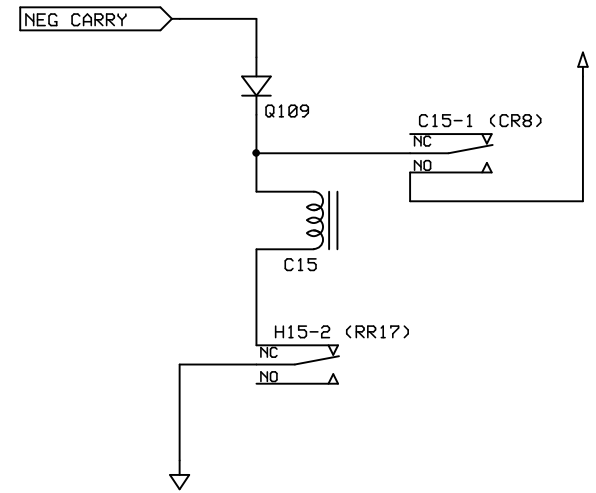 NEG CARRY
Q109
C15-1 (CR8)
NC
NO
C15
H15-2 (RR17)
NC
NO